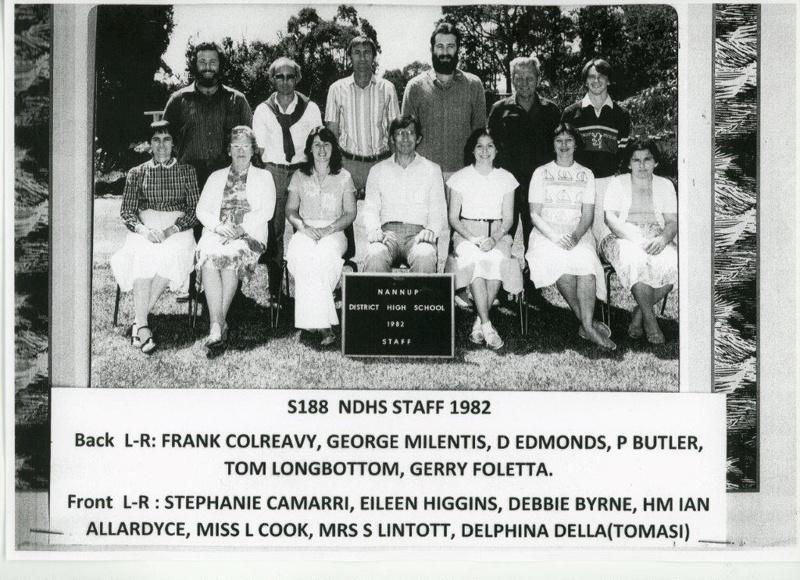 NANNUP
DISTRICT HIGH SCHOOL
1982
STAFF
S188 NDHS STAFF 1982
Back L-R: FRANK COLREAVY, GEORGE MILENTIS, D EDMONDS, P BUTLER,
TOM LONGBOTTOM, GERRY FOLETTA.
Front L-R : STEPHANIE CAMARRI, EILEEN HIGGINS, DEBBIE BYRNE, HM IAN
ALLARDYCE, MISS L COOK, MRS S LINTOTT, DELPHINA DELLA(TOMASI)